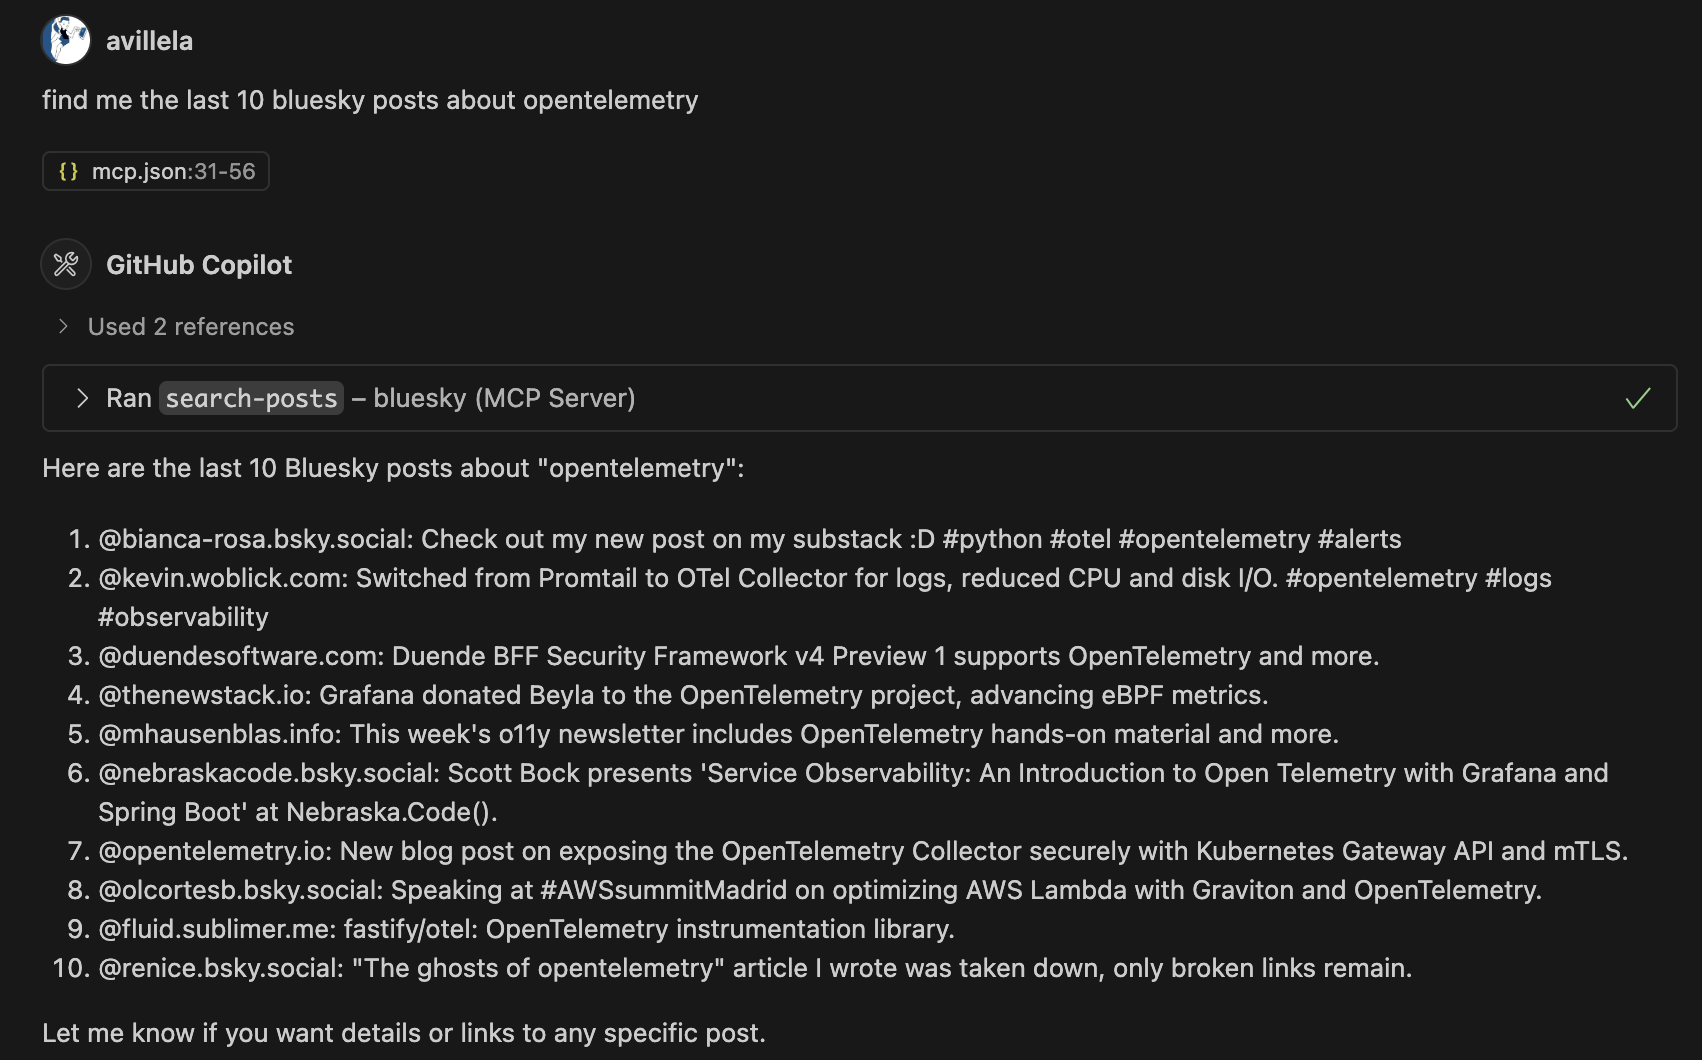 avillela
find me the last 10 bluesky posts about opentelemetry
{} mcp.json:31-56
GitHub Copilot
Used 2 references
Ran search-posts – bluesky (MCP Server)
Here are the last 10 Bluesky posts about "opentelemetry":
1. @bianca-rosa.bsky.social: Check out my new post on my substack :D #python #otel #opentelemetry #alerts
2. @kevin.woblick.com: Switched from Promtail to OTel Collector for logs, reduced CPU and disk I/O. #opentelemetry #logs
#observability
3. @duendesoftware.com: Duende BFF Security Framework v4 Preview 1 supports OpenTelemetry and more.
4. @thenewstack.io: Grafana donated Beyla to the OpenTelemetry project, advancing eBPF metrics.
5. @mhausenblas.info: This week's o11y newsletter includes OpenTelemetry hands-on material and more.
6. @nebraskacode.bsky.social: Scott Bock presents 'Service Observability: An Introduction to Open Telemetry with Grafana and
Spring Boot' at Nebraska.Code().
7. @opentelemetry.io: New blog post on exposing the OpenTelemetry Collector securely with Kubernetes Gateway API and mTLS.
8. @olcortesb.bsky.social: Speaking at #AWSsummitMadrid on optimizing AWS Lambda with Graviton and OpenTelemetry.
9. @fluid.sublimer.me: fastify/otel: OpenTelemetry instrumentation library.
10. @renice.bsky.social: "The ghosts of opentelemetry" article I wrote was taken down, only broken links remain.
Let me know if you want details or links to any specific post.